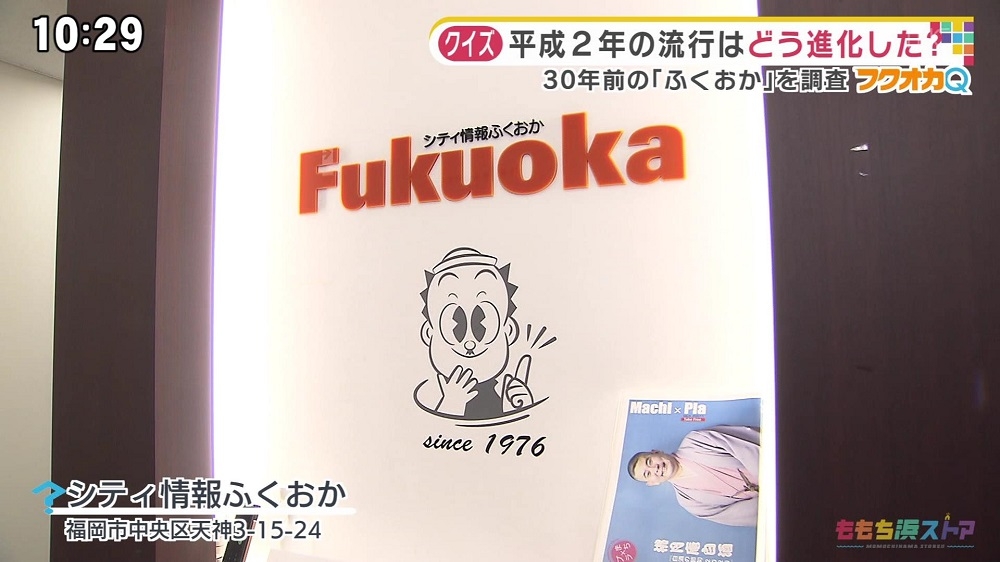 10:29
クイズ 平成2年の流行はどう進化した?
30年前の「ふくおか」を調査 フクオカQ
シティ情報ふくおか
Fukuoka
since 1976
Machi × Pla
?シティ情報ふくおか
福岡市中央区天神3-15-24
ももち浜ストア
MOMOCHIHAMA STORES